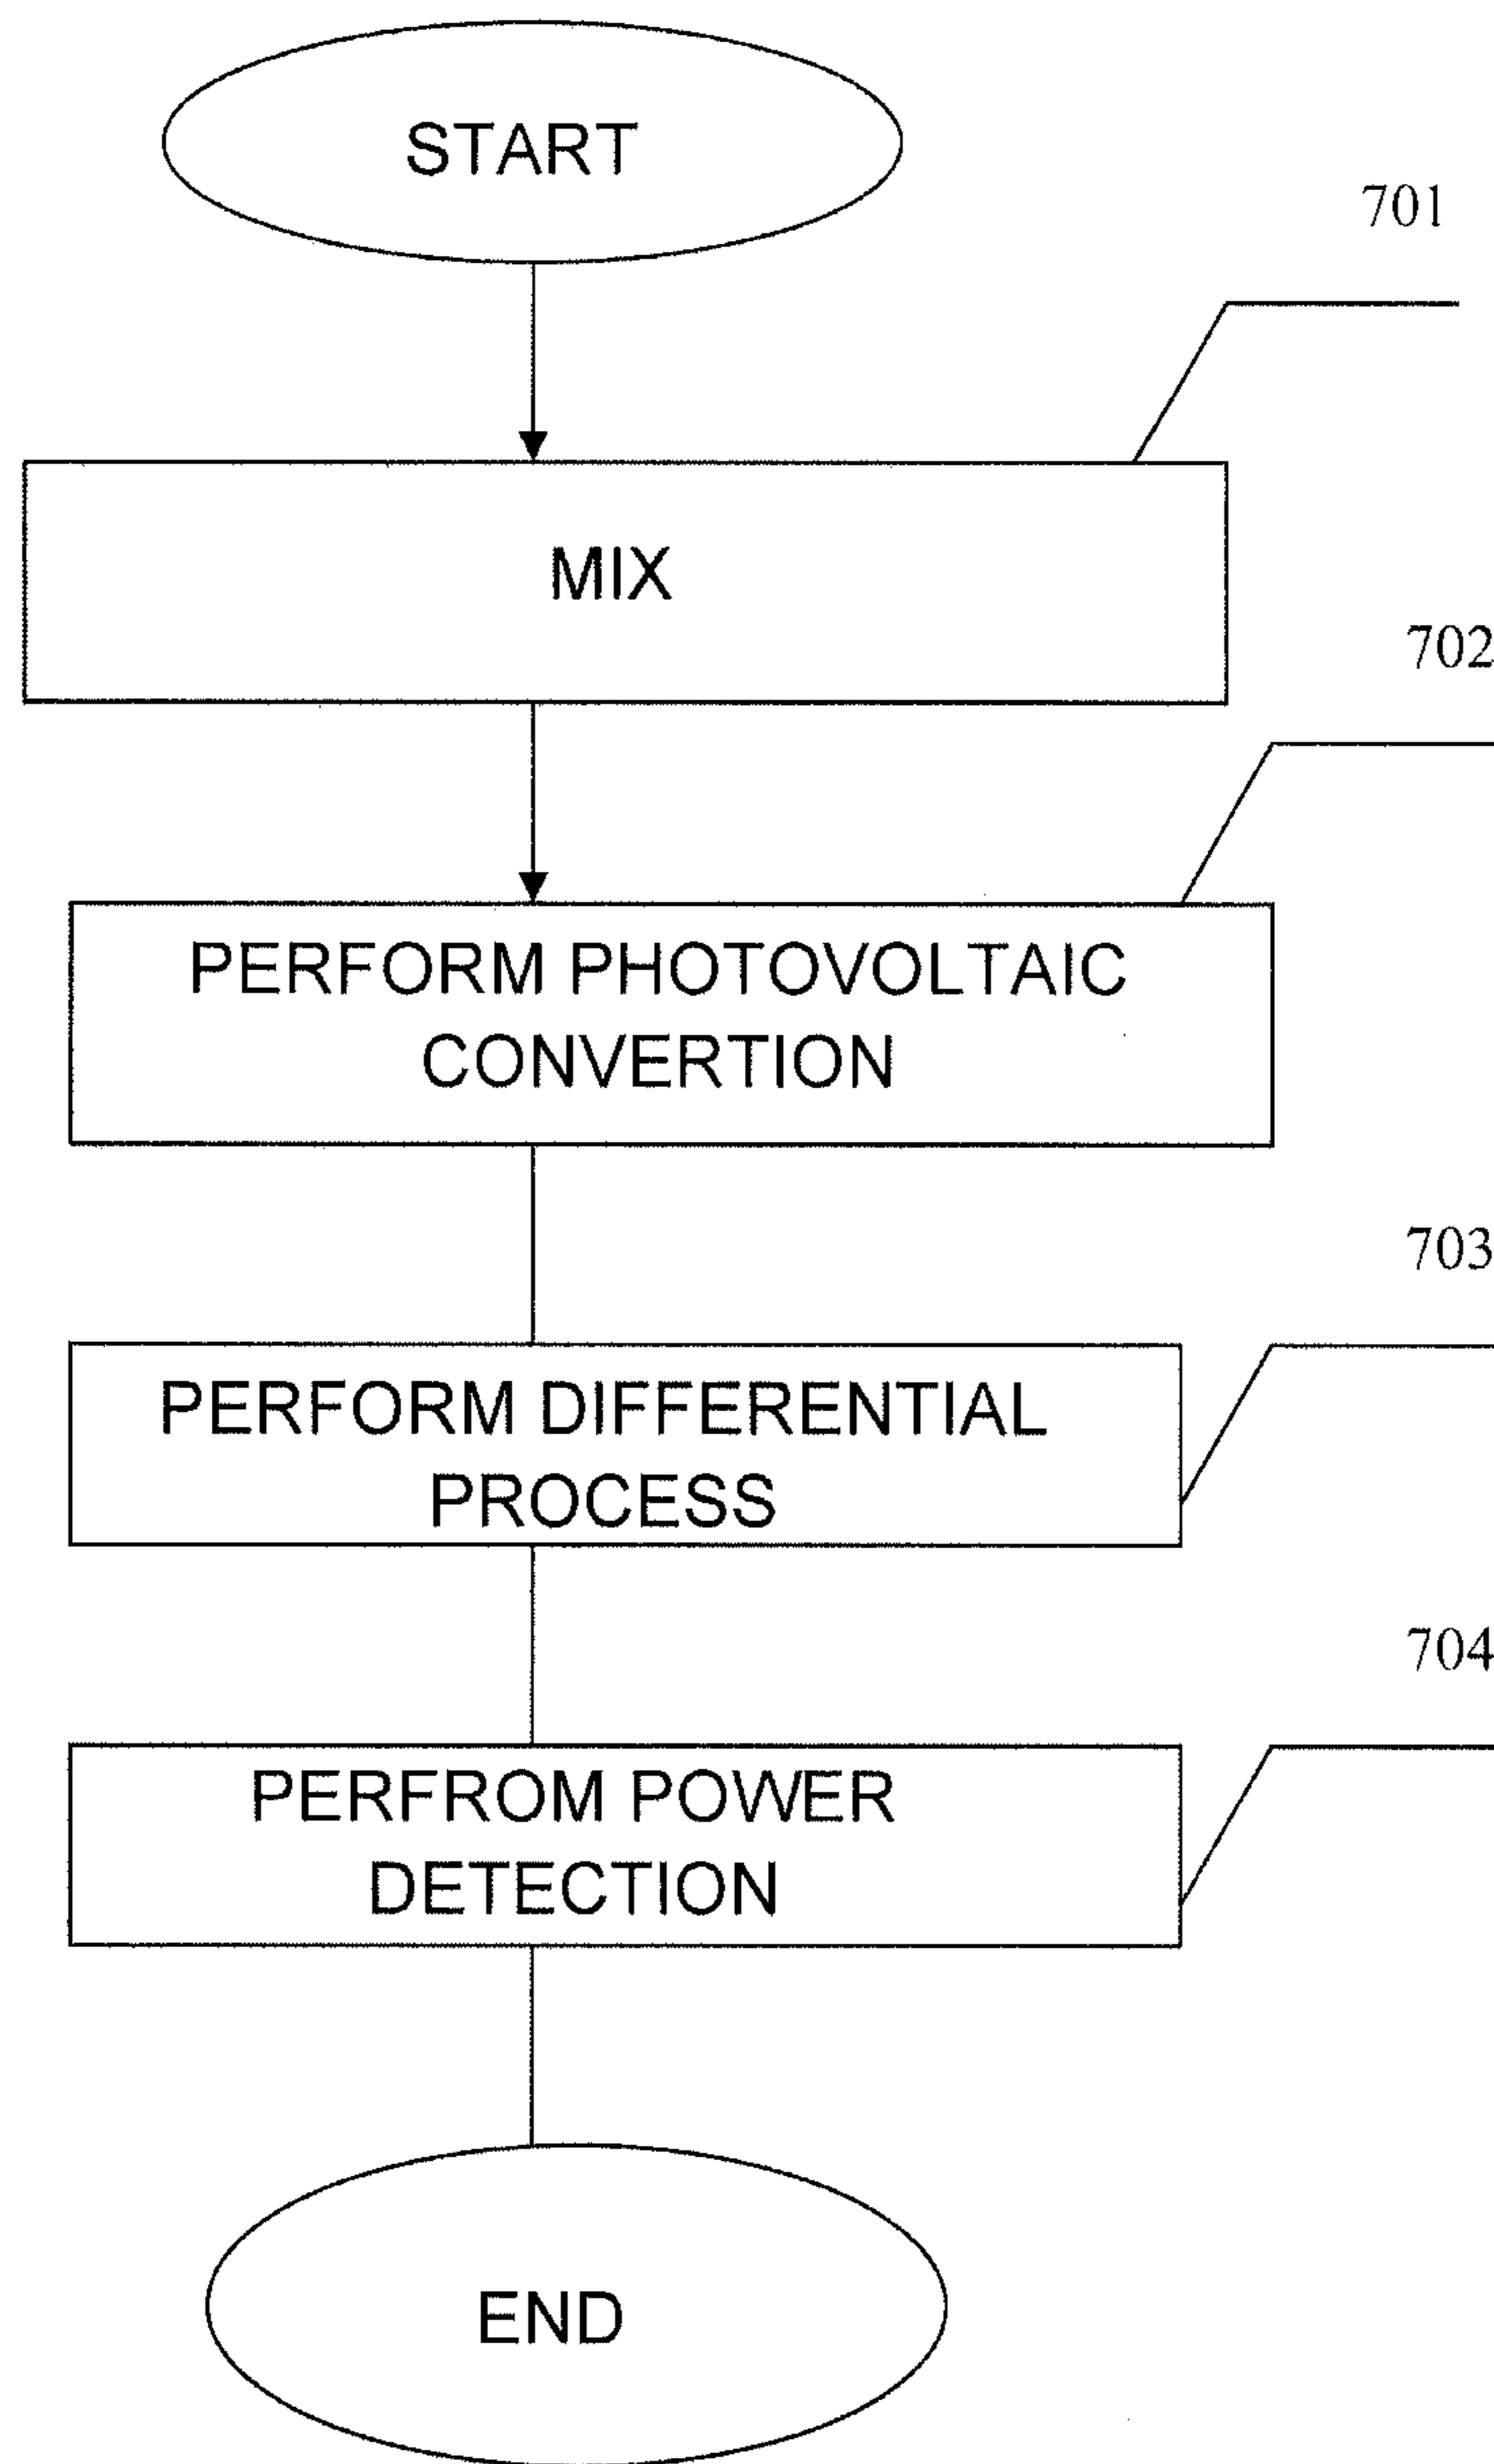 START
701
MIX
702
PERFORM PHOTOVOLTAIC
CONVERTION
703
PERFORM DIFFERENTIAL
PROCESS
704
PERFROM POWER
DETECTION
END